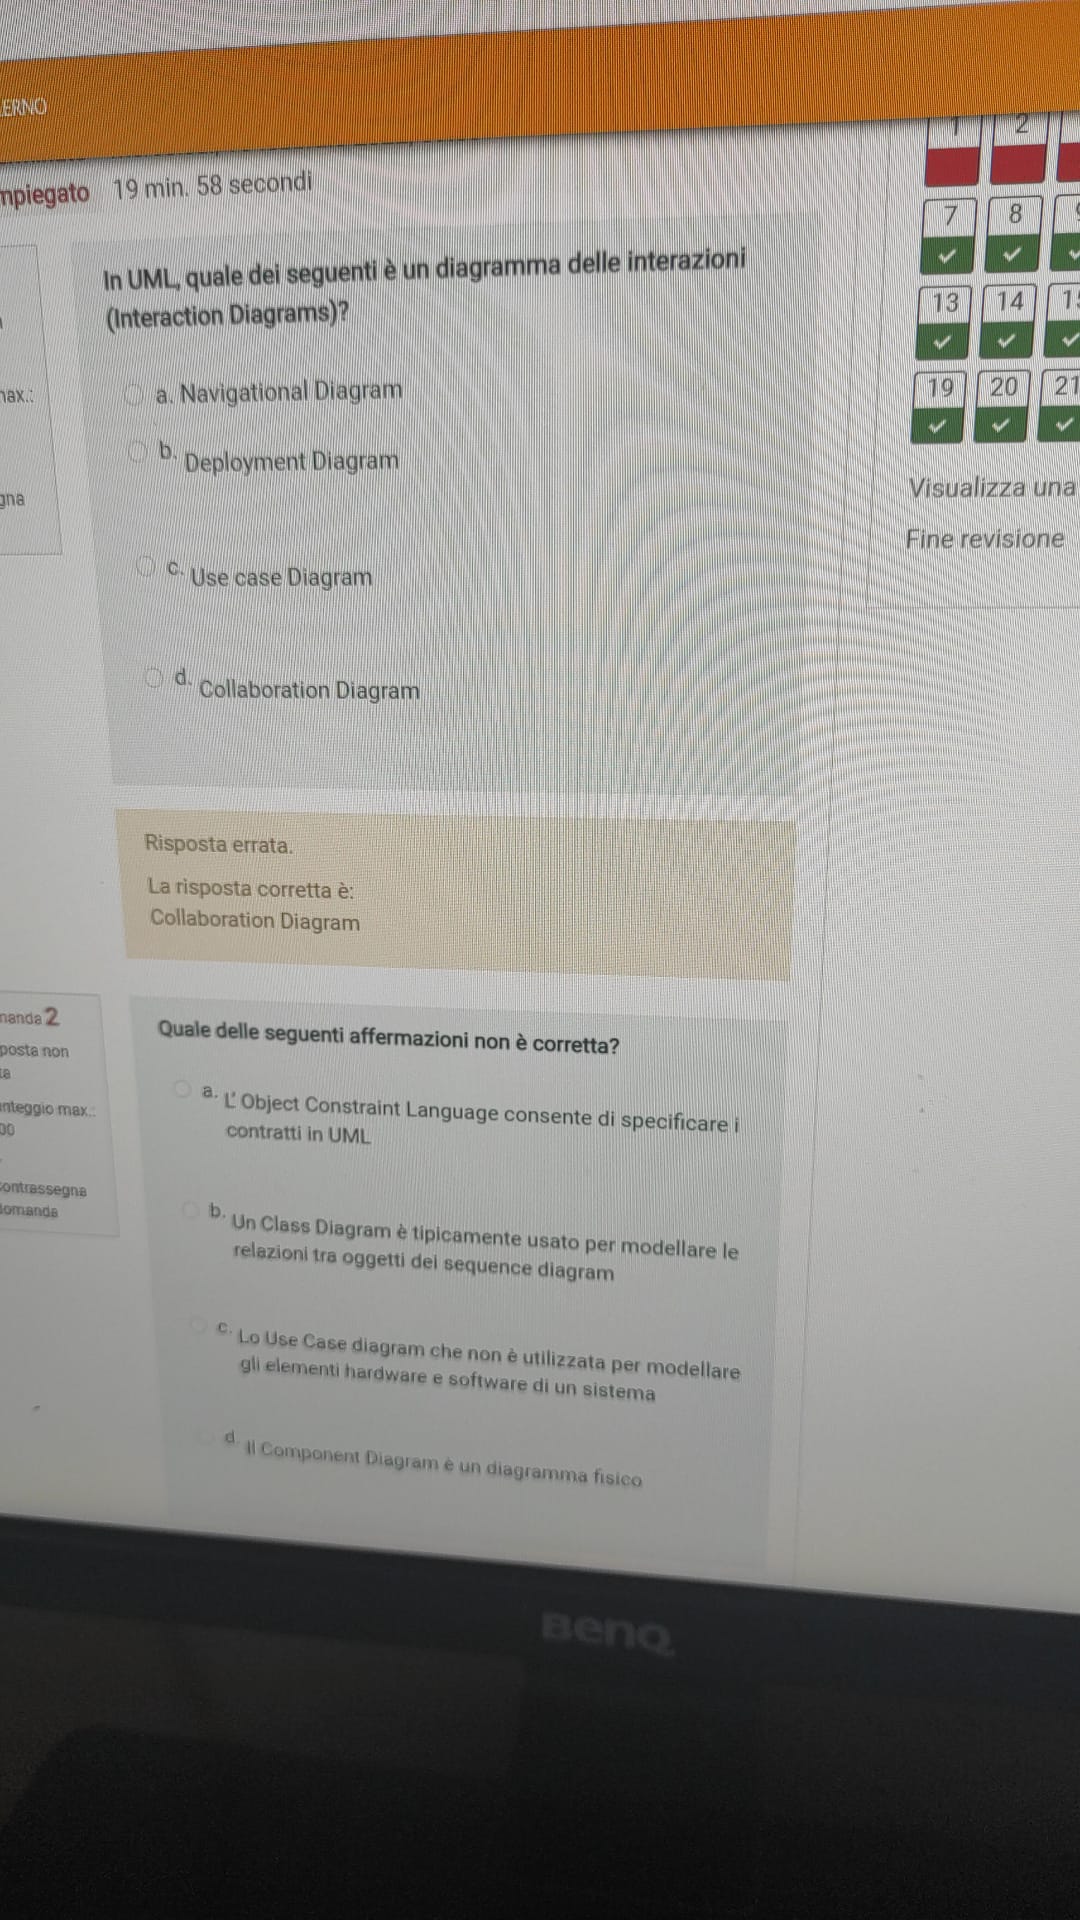 ERNO
mpiegato 19 min. 58 secondi
In UML, quale dei seguenti è un diagramma delle interazioni
(Interaction Diagrams)?
a. Navigational Diagram
b. Deployment Diagram
c. Use case Diagram
d. Collaboration Diagram
max.:
gna
Risposta errata.
La risposta corretta è:
Collaboration Diagram
1 2
7 8
13 14 15
19 20 21
Visualizza una
Fine revisione
manda 2
posta non
ta
nteggio max.:
00
contrassegna
domanda
Quale delle seguenti affermazioni non è corretta?
a. L' Object Constraint Language consente di specificare i
contratti in UML
b. Un Class Diagram è tipicamente usato per modellare le
relazioni tra oggetti dei sequence diagram
c. Lo Use Case diagram che non è utilizzata per modellare
gli elementi hardware e software di un sistema
d. Il Component Diagram è un diagramma fisico
BenQ